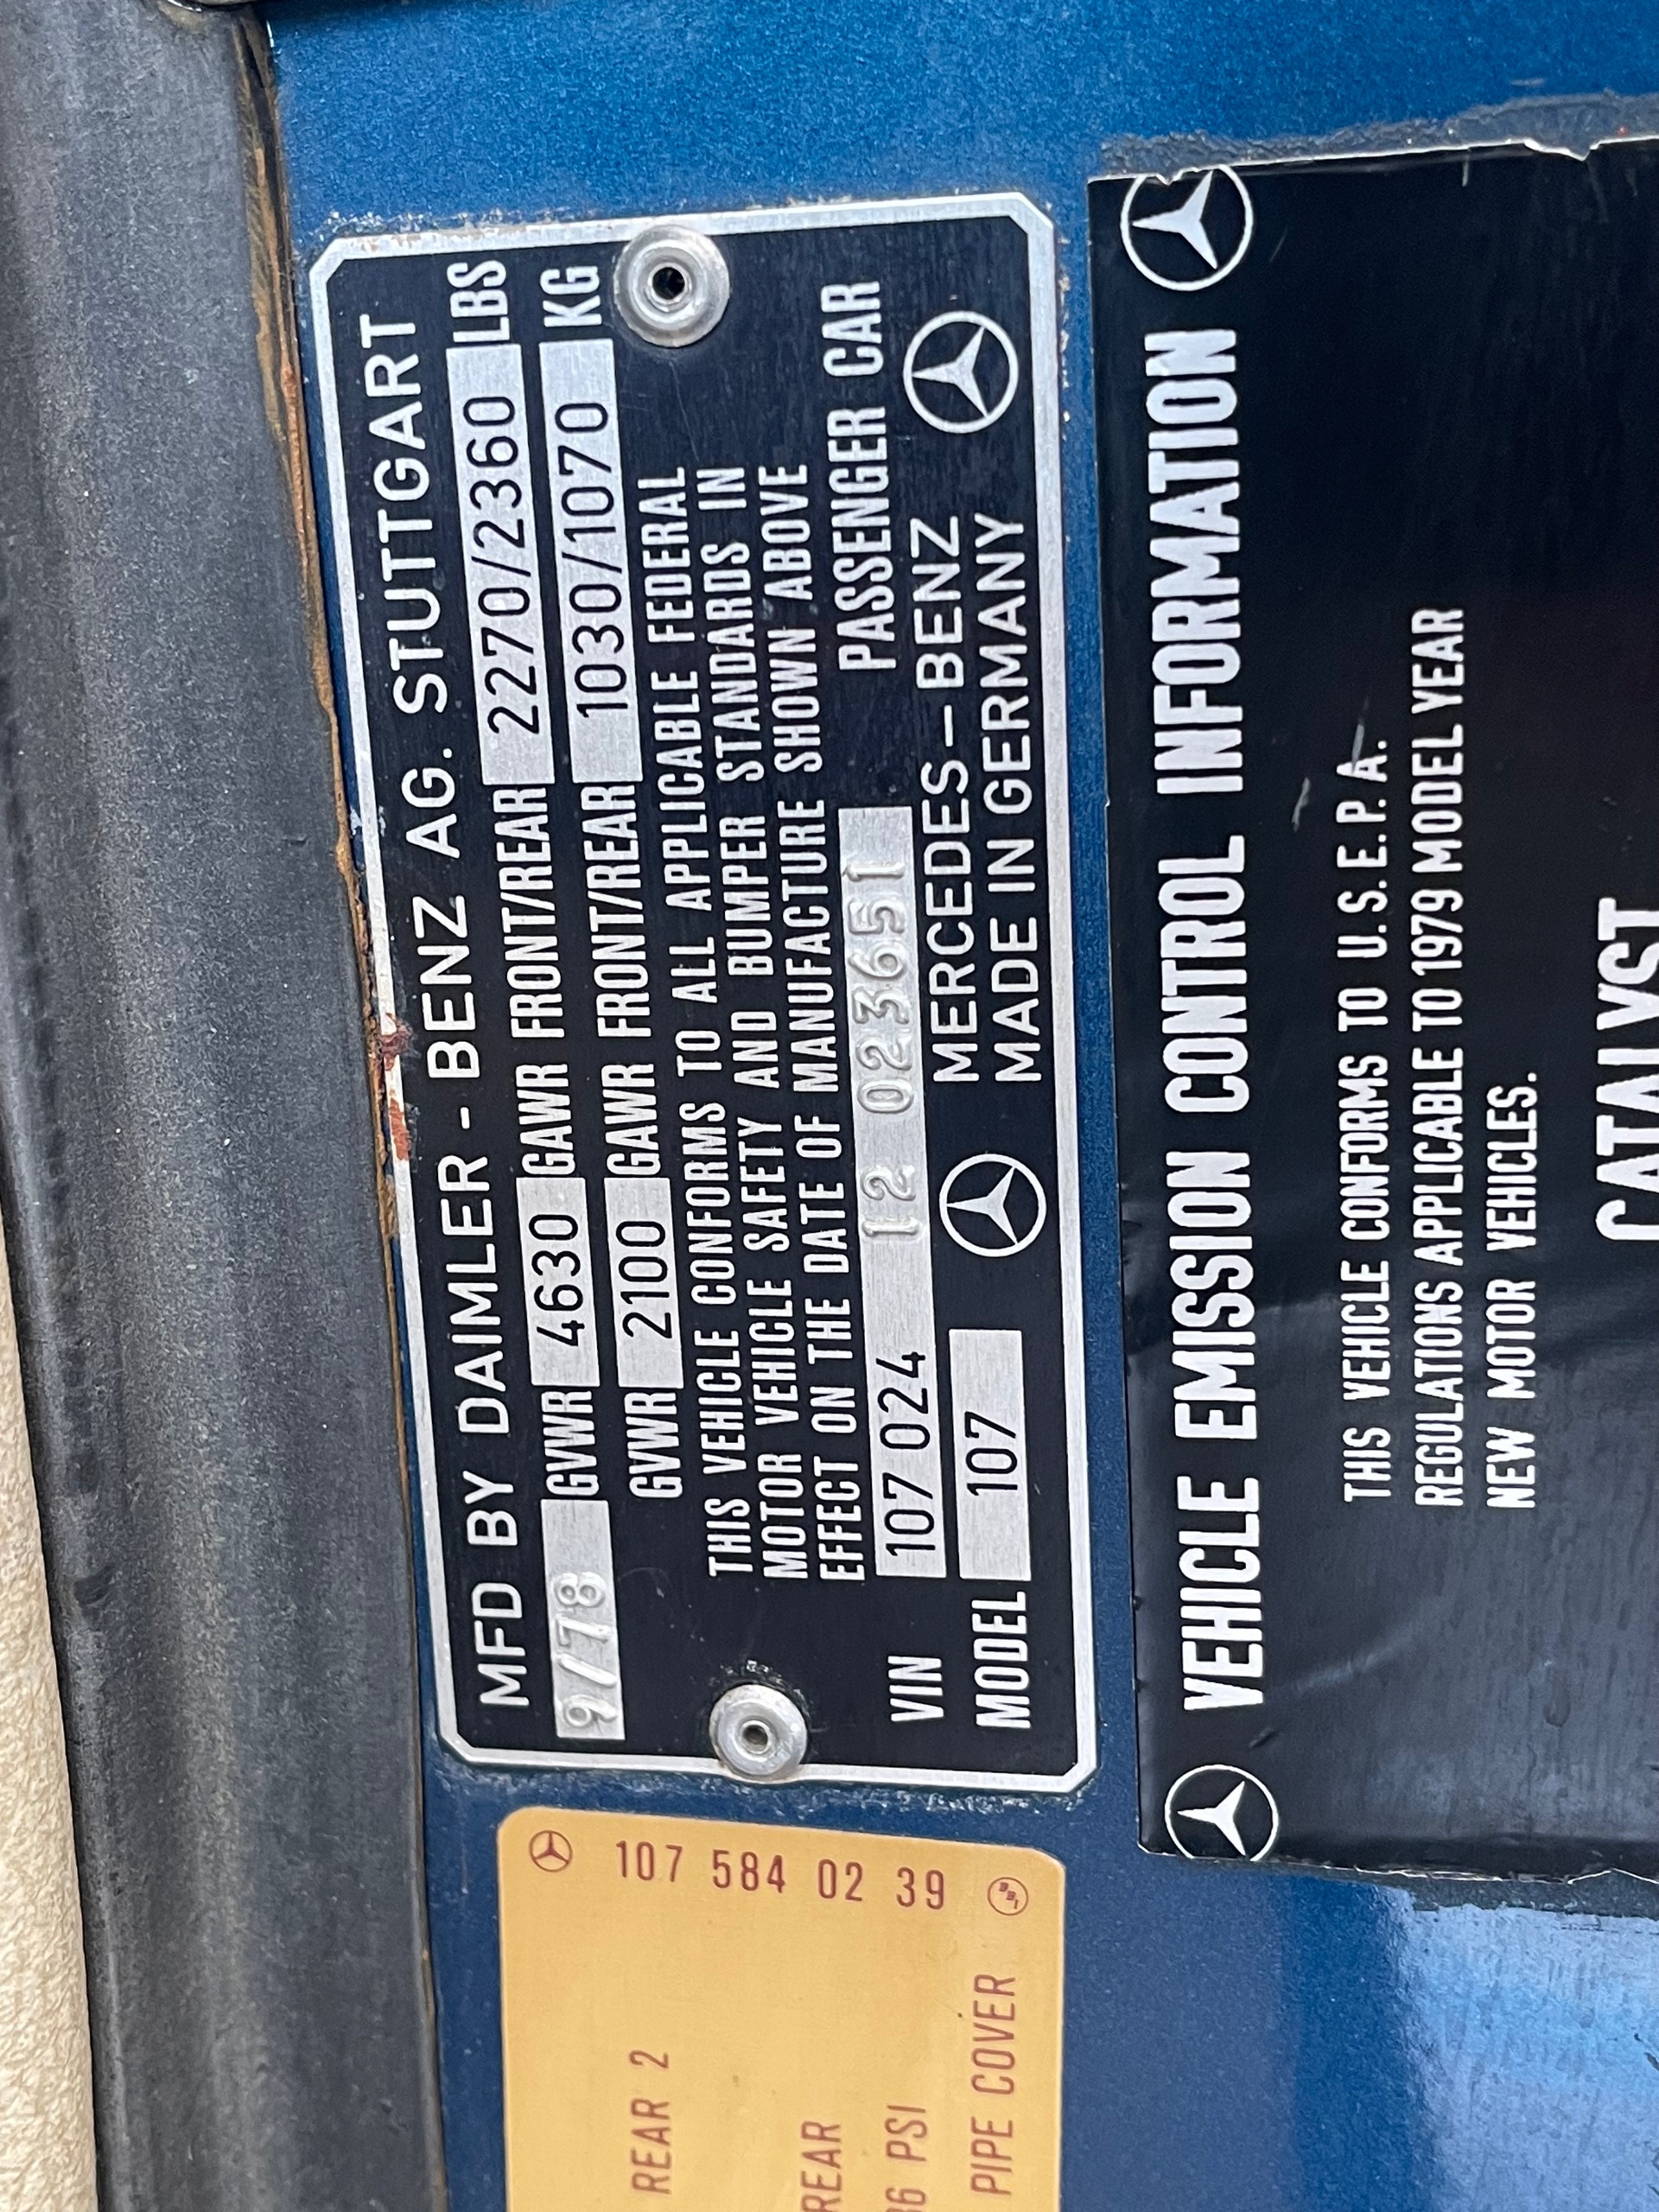 MFD BY DAIMLER - BENZ AG. STUTTGART
9/78 GVWR 4630 GAWR FRONT/REAR 2270/2360 LBS
GVWR 2100 GAWR FRONT/REAR 1030/1070 KG
THIS VEHICLE CONFORMS TO ALL APPLICABLE FEDERAL
MOTOR VEHICLE SAFETY AND BUMPER STANDARDS IN
EFFECT ON THE DATE OF MANUFACTURE SHOWN ABOVE
VIN 107 024 12 023651 PASSENGER CAR
MODEL 107 MERCEDES-BENZ
MADE IN GERMANY
VEHICLE EMISSION CONTROL INFORMATION
THIS VEHICLE CONFORMS TO U.S.E.P.A.
REGULATIONS APPLICABLE TO 1979 MODEL YEAR
NEW MOTOR VEHICLES.
CATALYST
107 584 02 39
REAR 2
REAR
36 PSI
PIPE COVER